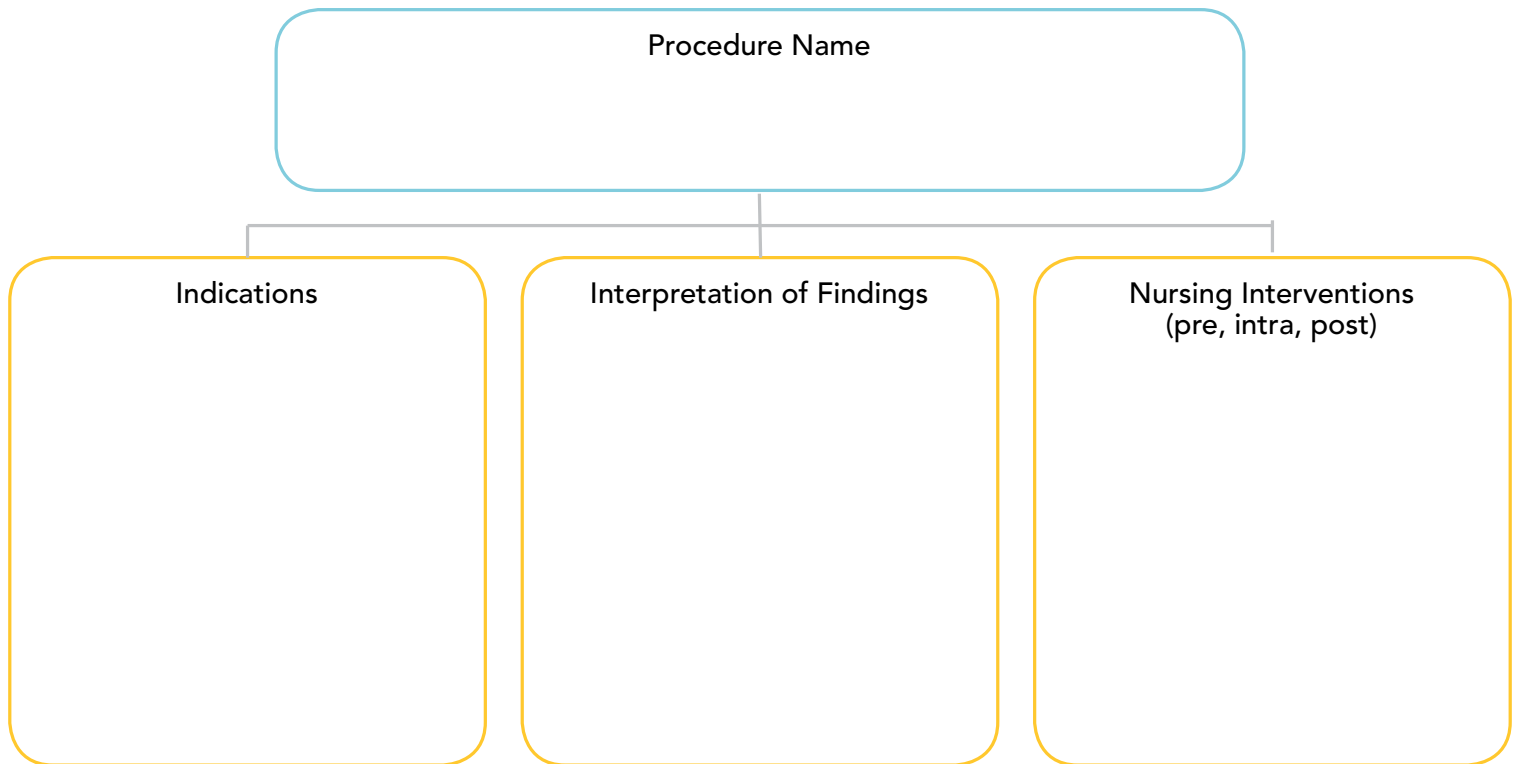 Procedure Name
Indications
Interpretation of Findings
Nursing Interventions
(pre, intra, post)